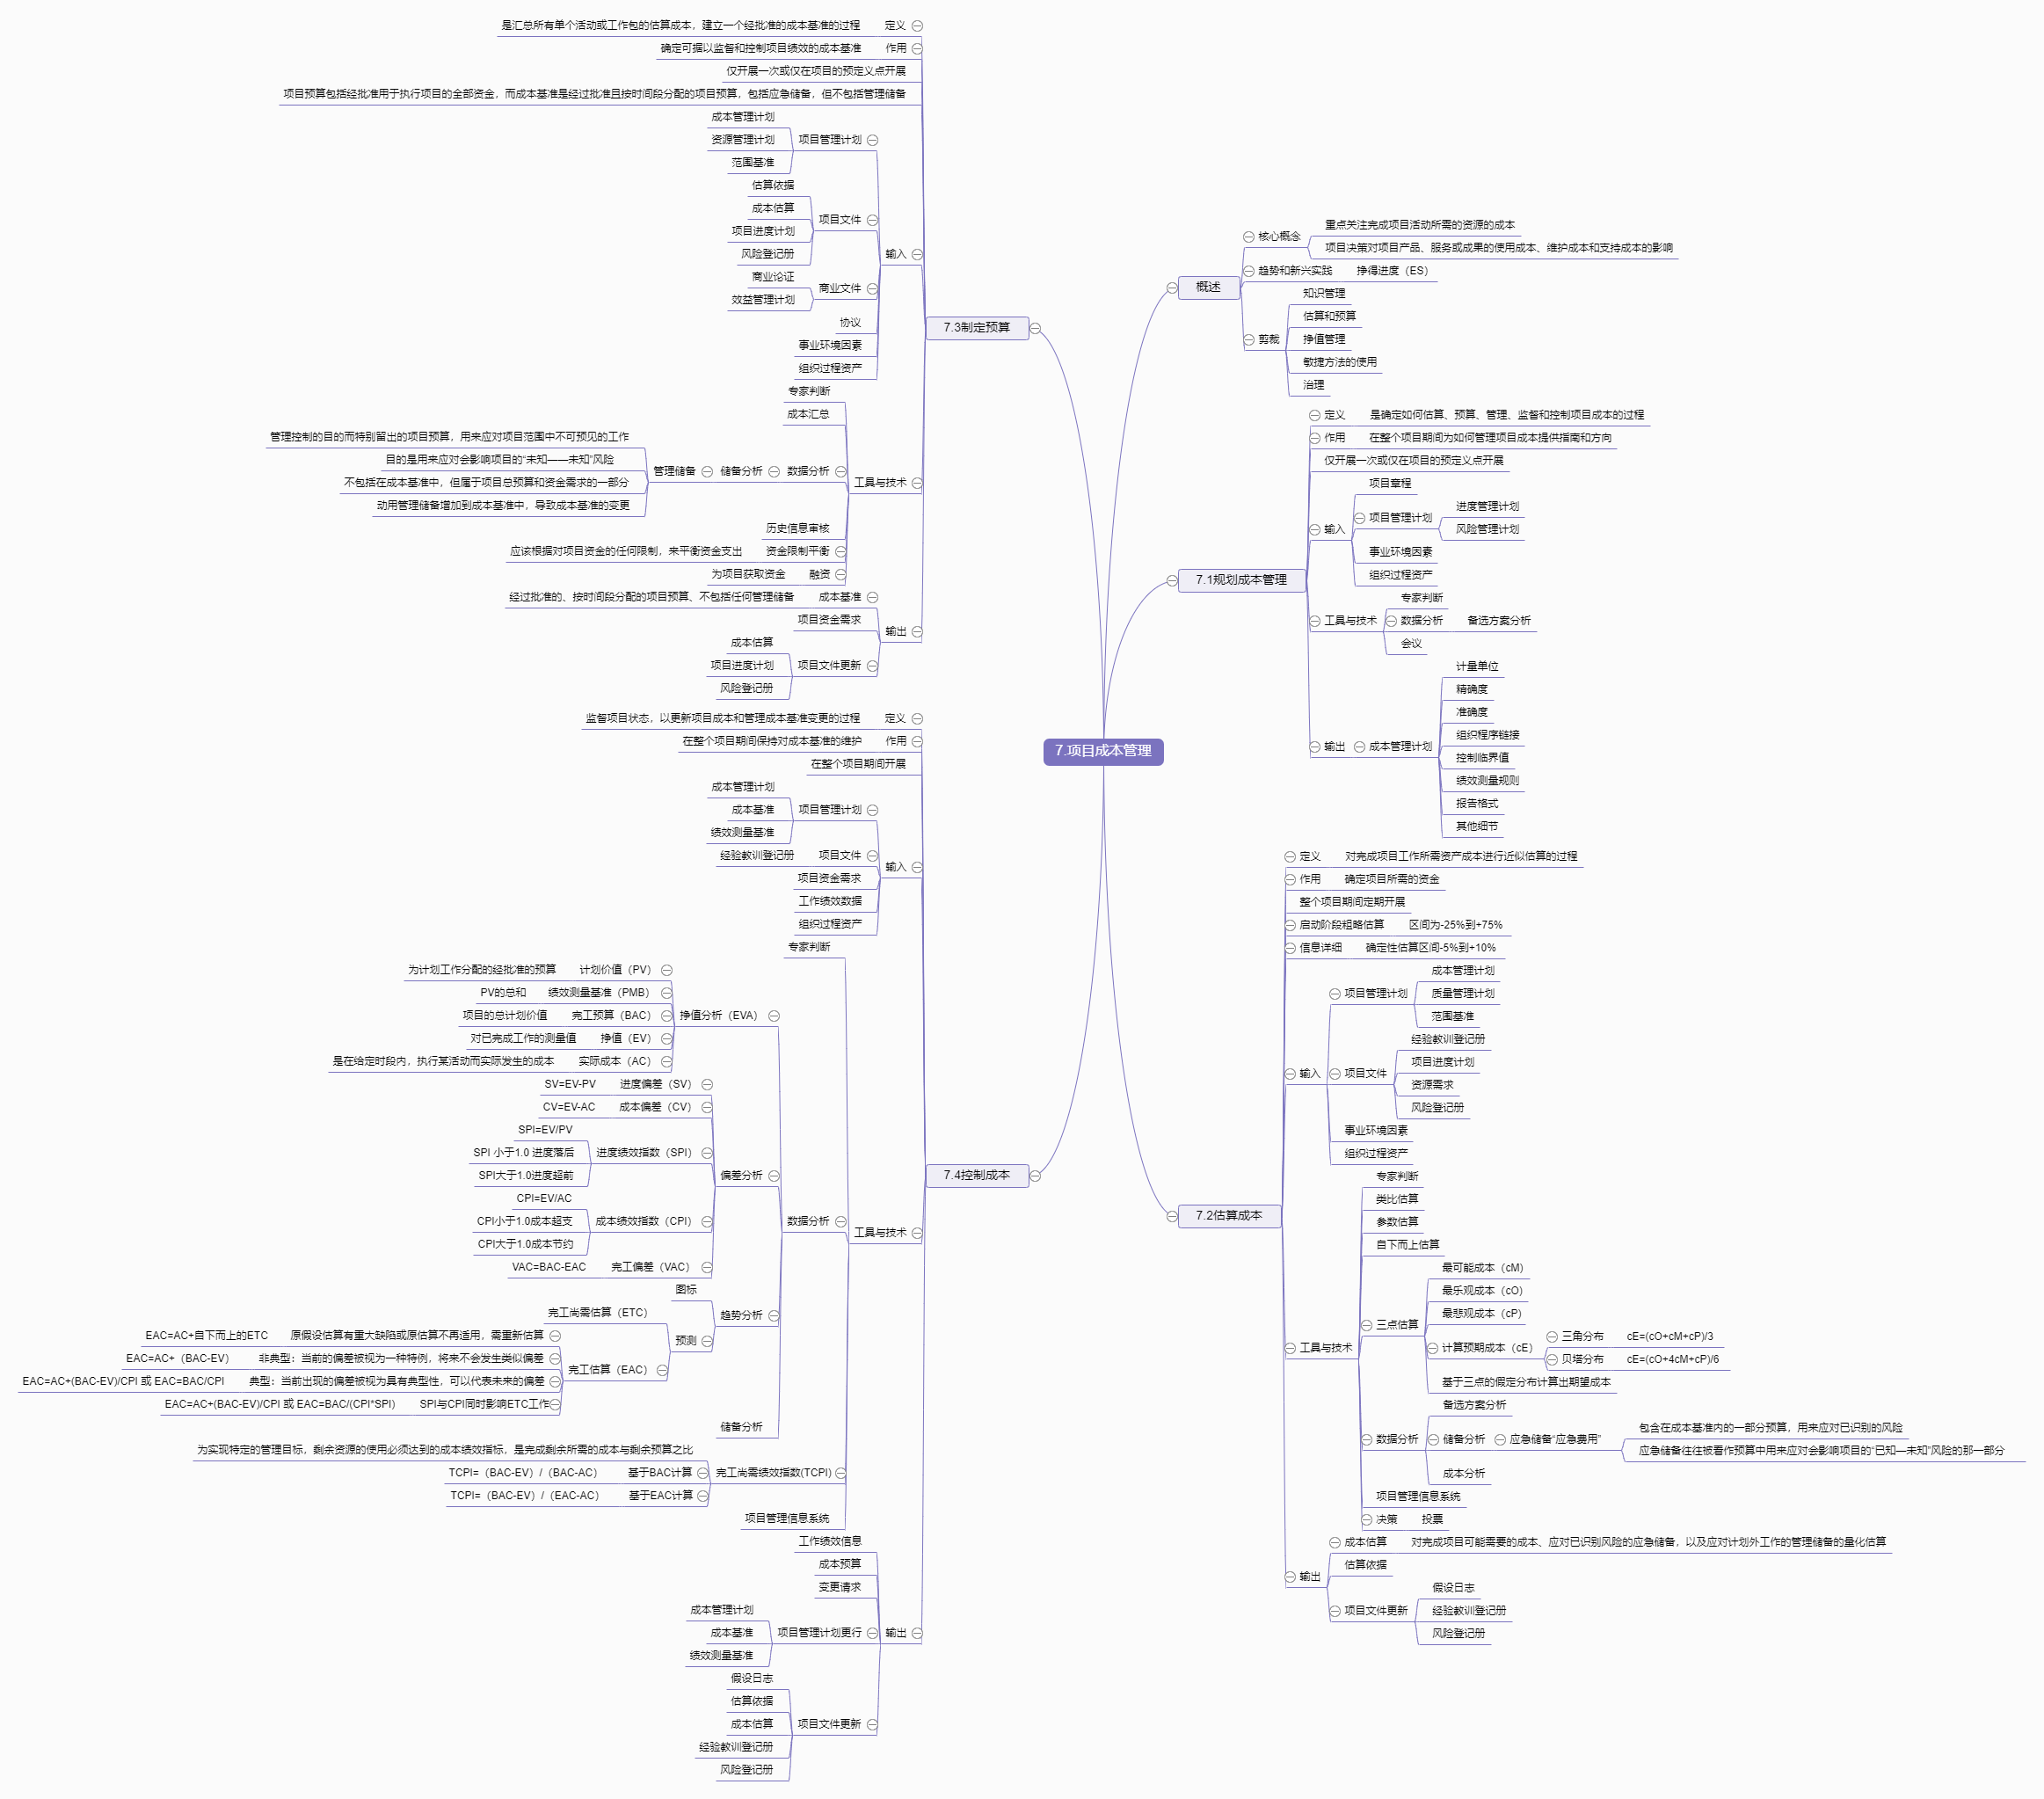 7.项目成本管理
概述
核心概念
重点关注完成项目活动所需的资源的成本
项目决策对项目产品、服务或成果的使用成本、维护成本和支持成本的影响
趋势和新兴实践
挣得进度（ES）
剪裁
知识管理
估算和预算
挣值管理
敏捷方法的使用
治理
7.1规划成本管理
定义
是确定如何估算、预算、管理、监督和控制项目成本的过程
作用
在整个项目期间为如何管理项目成本提供指南和方向
仅开展一次或仅在项目的预定义点开展
输入
项目章程
项目管理计划
进度管理计划
风险管理计划
事业环境因素
组织过程资产
工具与技术
专家判断
数据分析
备选方案分析
会议
输出
成本管理计划
计量单位
精确度
准确度
组织程序链接
控制临界值
绩效测量规则
报告格式
其他细节
7.2估算成本
定义
对完成项目工作所需资产成本进行近似估算的过程
作用
确定项目所需的资金
整个项目期间定期开展
启动阶段粗略估算
区间为-25%到+75%
信息详细
确定性估算区间-5%到+10%
输入
项目管理计划
成本管理计划
质量管理计划
范围基准
项目文件
经验教训登记册
项目进度计划
资源需求
风险登记册
事业环境因素
组织过程资产
工具与技术
专家判断
类比估算
参数估算
自下而上估算
三点估算
最可能成本（cM）
最乐观成本（cO）
最悲观成本（cP）
计算预期成本（cE）
三角分布
cE=(cO+cM+cP)/3
贝塔分布
cE=(cO+4cM+cP)/6
基于三点的假定分布计算出期望成本
数据分析
备选方案分析
储备分析
应急储备“应急费用”
包含在成本基准内的一部分预算，用来应对已识别的风险
应急储备往往被看作预算中用来应对会影响项目的“已知—未知”风险的那一部分
成本分析
项目管理信息系统
决策
投票
输出
成本估算
对完成项目可能需要的成本、应对已识别风险的应急储备，以及应对计划外工作的管理储备的量化估算
估算依据
项目文件更新
假设日志
经验教训登记册
风险登记册
7.3制定预算
定义
是汇总所有单个活动或工作包的估算成本，建立一个经批准的成本基准的过程
作用
确定可据以监督和控制项目绩效的成本基准
仅开展一次或仅在项目的预定义点开展
项目预算包括经批准用于执行项目的全部资金，而成本基准是经过批准且按时间段分配的项目预算，包括应急储备，但不包括管理储备
输入
项目管理计划
成本管理计划
资源管理计划
范围基准
项目文件
估算依据
成本估算
项目进度计划
风险登记册
商业文件
商业论证
效益管理计划
协议
事业环境因素
组织过程资产
工具与技术
专家判断
成本汇总
数据分析
储备分析
管理储备
管理控制的目的而特别留出的项目预算，用来应对项目范围中不可预见的工作
目的是用来应对会影响项目的“未知——未知”风险
不包括在成本基准中，但属于项目总预算和资金需求的一部分
动用管理储备增加到成本基准中，导致成本基准的变更
历史信息审核
资金限制平衡
应该根据对项目资金的任何限制，来平衡资金支出
融资
为项目获取资金
输出
成本基准
经过批准的、按时间段分配的项目预算、不包括任何管理储备
项目资金需求
项目文件更新
成本估算
项目进度计划
风险登记册
7.4控制成本
定义
监督项目状态，以更新项目成本和管理成本基准变更的过程
作用
在整个项目期间保持对成本基准的维护
在整个项目期间开展
输入
项目管理计划
成本管理计划
成本基准
绩效测量基准
项目文件
经验教训登记册
项目资金需求
工作绩效数据
组织过程资产
工具与技术
专家判断
数据分析
挣值分析（EVA）
计划价值（PV）
为计划工作分配的经批准的预算
绩效测量基准（PMB）
PV的总和
完工预算（BAC）
项目的总计划价值
挣值（EV）
对已完成工作的测量值
实际成本（AC）
是在给定时段内，执行某活动而实际发生的成本
偏差分析
进度偏差（SV）
SV=EV-PV
成本偏差（CV）
CV=EV-AC
进度绩效指数（SPI）
SPI=EV/PV
SPI 小于1.0 进度落后
SPI大于1.0进度超前
成本绩效指数（CPI）
CPI=EV/AC
CPI小于1.0成本超支
CPI大于1.0成本节约
完工偏差（VAC）
VAC=BAC-EAC
趋势分析
图标
预测
完工尚需估算（ETC）
完工估算（EAC）
原假设估算有重大缺陷或原估算不再适用，需重新估算
EAC=AC+自下而上的ETC
非典型：当前的偏差被视为一种特例，将来不会发生类似偏差
EAC=AC+（BAC-EV）
典型：当前出现的偏差被视为具有典型性，可以代表未来的偏差
EAC=AC+(BAC-EV)/CPI 或 EAC=BAC/CPI
SPI与CPI同时影响ETC工作
EAC=AC+(BAC-EV)/CPI 或 EAC=BAC/(CPI*SPI)
储备分析
完工尚需绩效指数(TCPI)
为实现特定的管理目标，剩余资源的使用必须达到的成本绩效指标，是完成剩余所需的成本与剩余预算之比
基于BAC计算
TCPI=（BAC-EV）/（BAC-AC）
基于EAC计算
TCPI=（BAC-EV）/（EAC-AC）
项目管理信息系统
输出
工作绩效信息
成本预算
变更请求
项目管理计划更行
成本管理计划
成本基准
绩效测量基准
项目文件更新
假设日志
估算依据
成本估算
经验教训登记册
风险登记册